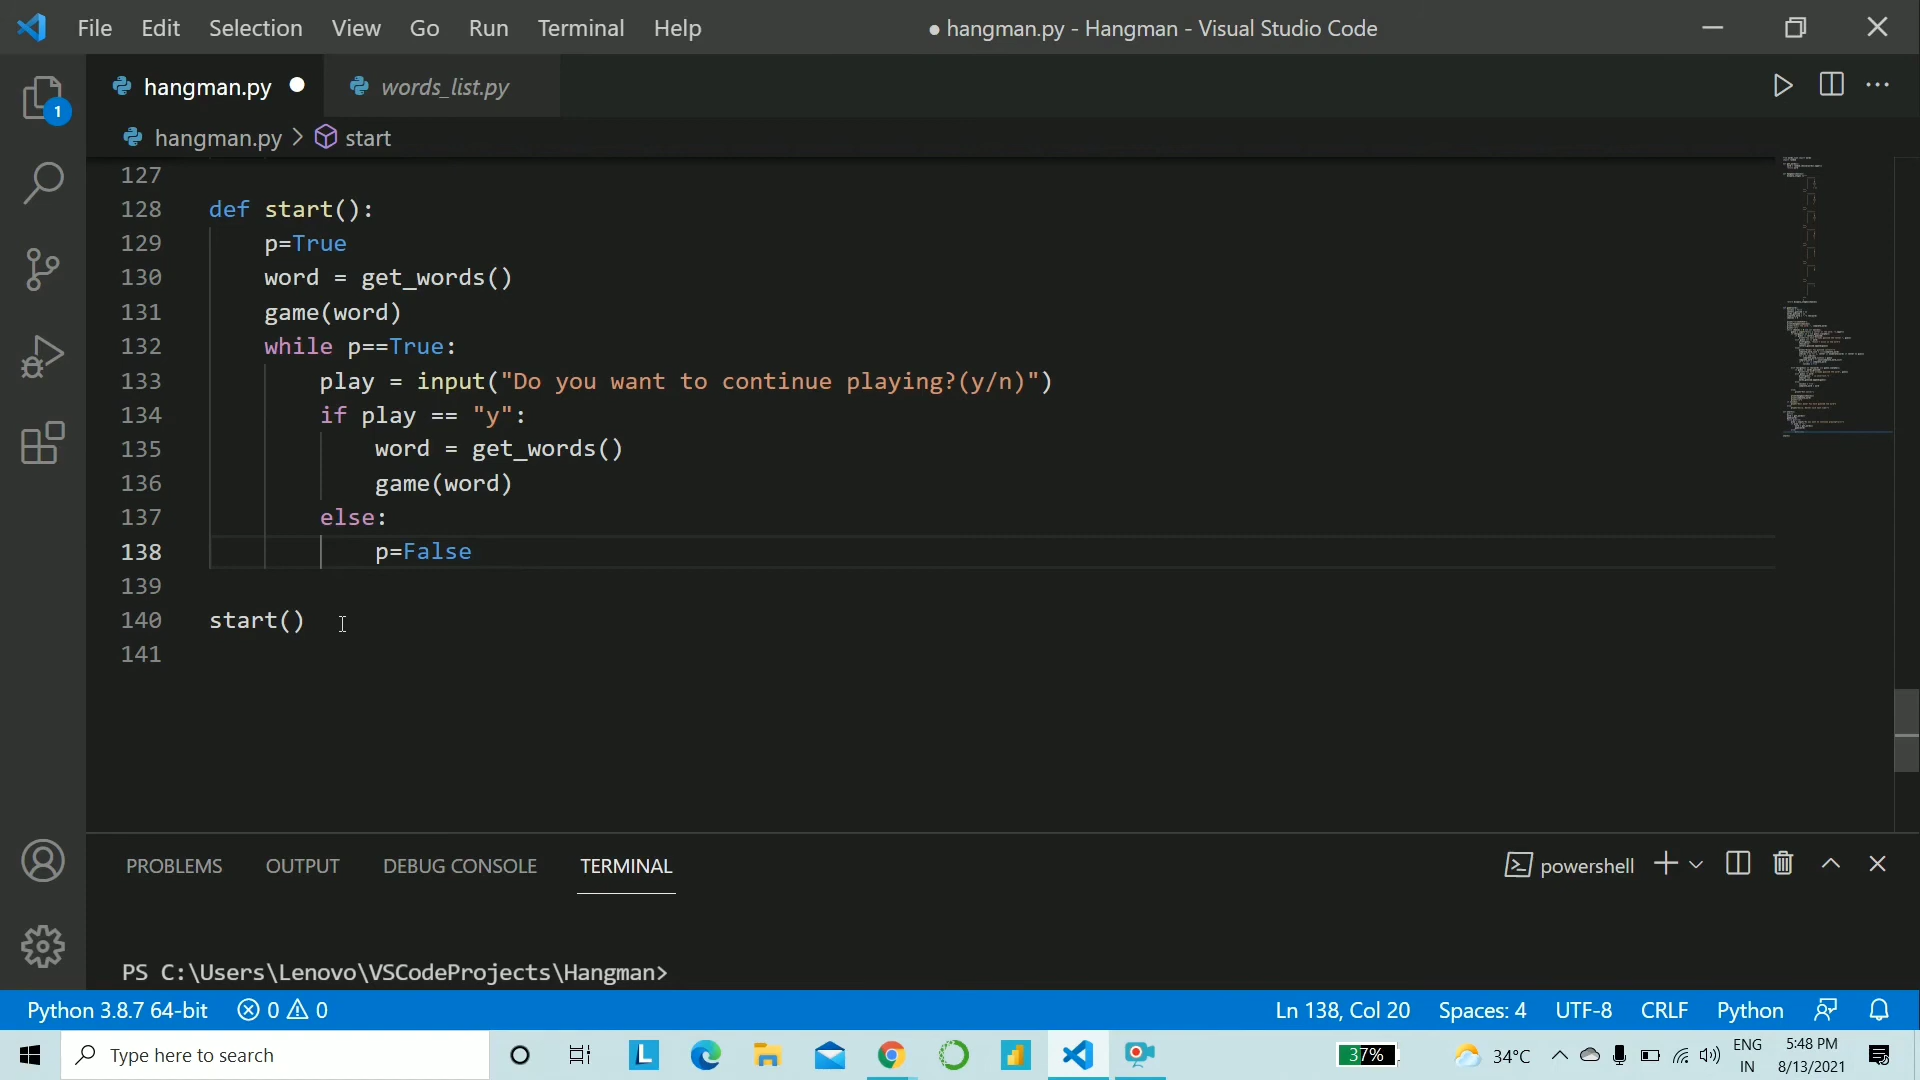 File Edit Selection View Go Run Terminal Help
● hangman.py - Hangman - Visual Studio Code
1
hangman.py ●
words_list.py
hangman.py > start
127
128 def start():
129     p=True
130     word = get_words()
131     game(word)
132     while p==True:
133         play = input("Do you want to continue playing?(y/n)")
134         if play == "y":
135             word = get_words()
136             game(word)
137         else:
138             p=False
139
140 start()
141
PROBLEMS OUTPUT DEBUG CONSOLE TERMINAL
powershell
PS C:\Users\Lenovo\VSCodeProjects\Hangman>
Python 3.8.7 64-bit 0 0
Ln 138, Col 20 Spaces: 4 UTF-8 CRLF Python
Type here to search
L
37%
34°C
ENG
IN
5:48 PM
8/13/2021